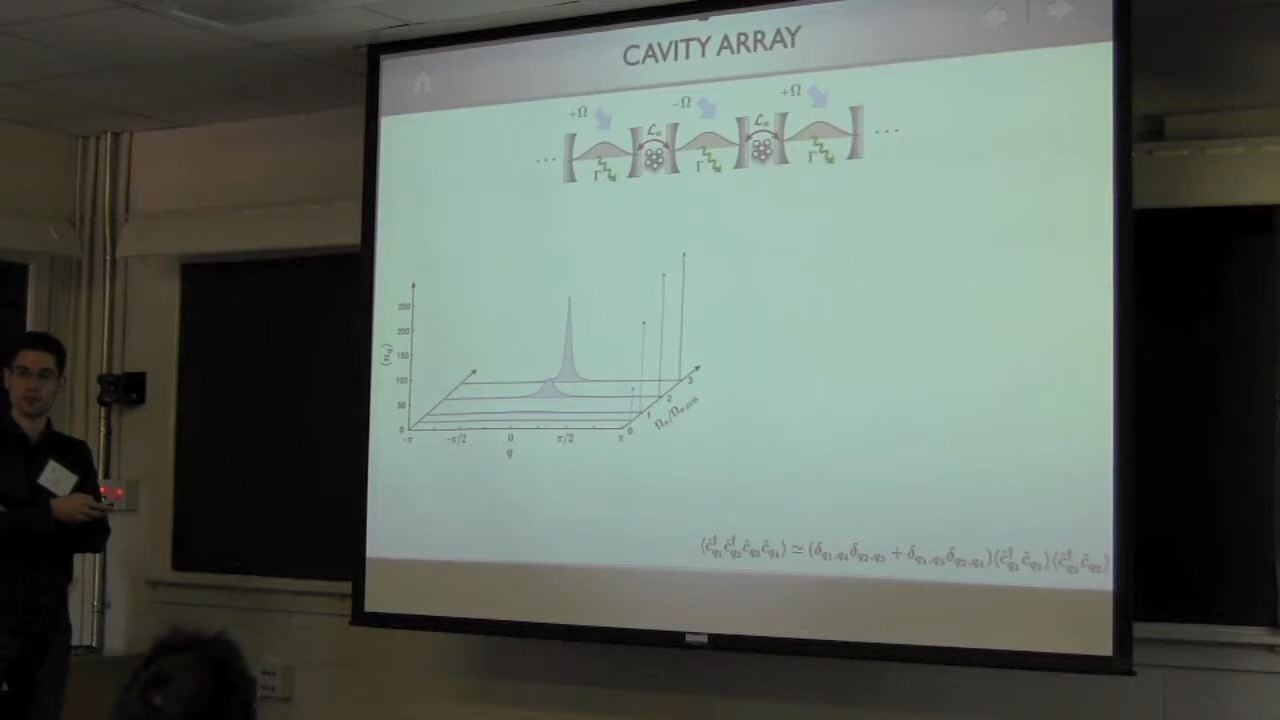 CAVITY ARRAY
+Ω -Ω +Ω
... 𝓛ₓ 𝓛ₓ ...
Γ Γ Γ
⟨n_q⟩
250
200
150
100
50
0
-π -π/2 0 π/2 π
q
0 1 2 3
⟨ĉ†_{q₁}ĉ†_{q₂}ĉ_{q₃}ĉ_{q₄}⟩ ≃ (δ_{q₁,q₄}δ_{q₂,q₃} + δ_{q₁,q₃}δ_{q₂,q₄})⟨ĉ†_{q₁}ĉ_{q₁}⟩⟨ĉ†_{q₂}ĉ_{q₂}⟩